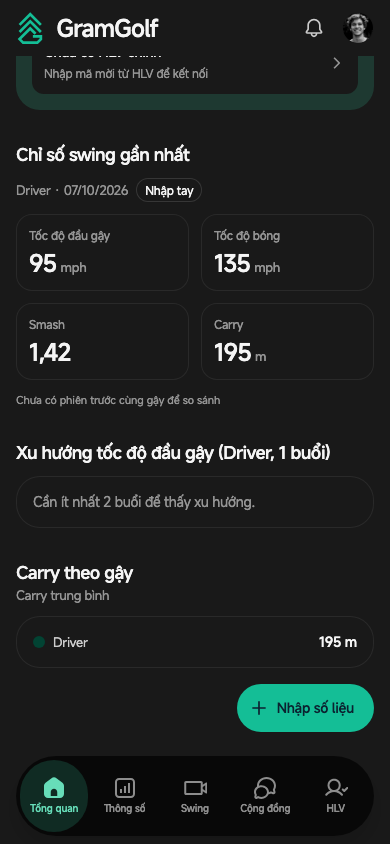 GramGolf
Nhập mã mời từ HLV để kết nối
Chỉ số swing gần nhất
Driver · 07/10/2026 Nhập tay
Tốc độ đầu gậy
95 mph
Tốc độ bóng
135 mph
Smash
1,42
Carry
195 m
Chưa có phiên trước cùng gậy để so sánh
Xu hướng tốc độ đầu gậy (Driver, 1 buổi)
Cần ít nhất 2 buổi để thấy xu hướng.
Carry theo gậy
Carry trung bình
Driver 195 m
Nhập số liệu
Tổng quan
Thông số
Swing
Cộng đồng
HLV